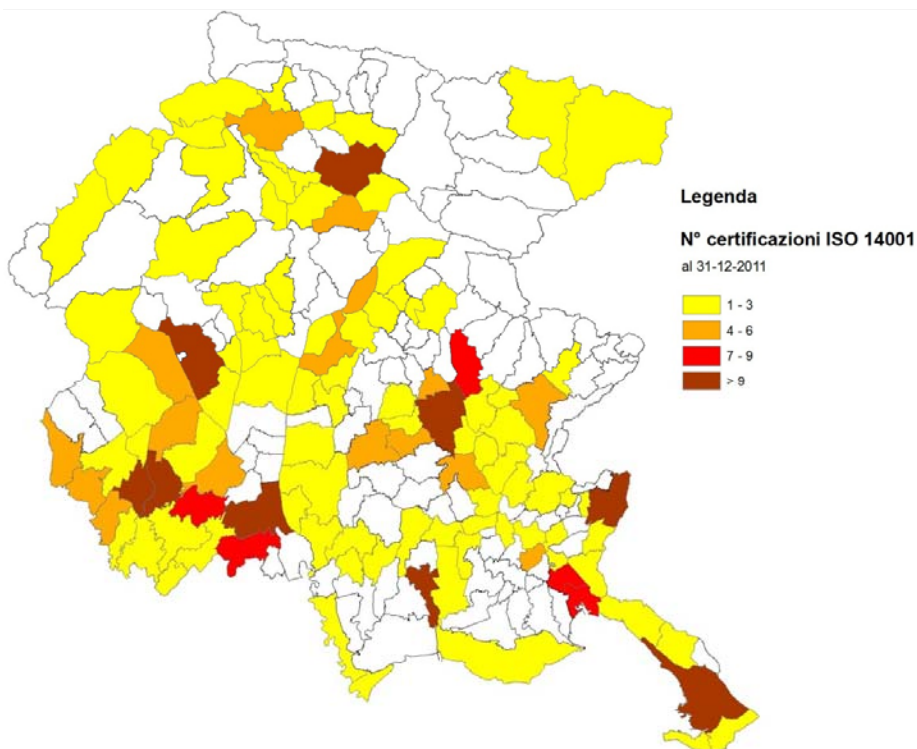 Legenda
N° certificazioni ISO 14001
al 31-12-2011
1 - 3
4 - 6
7 - 9
> 9